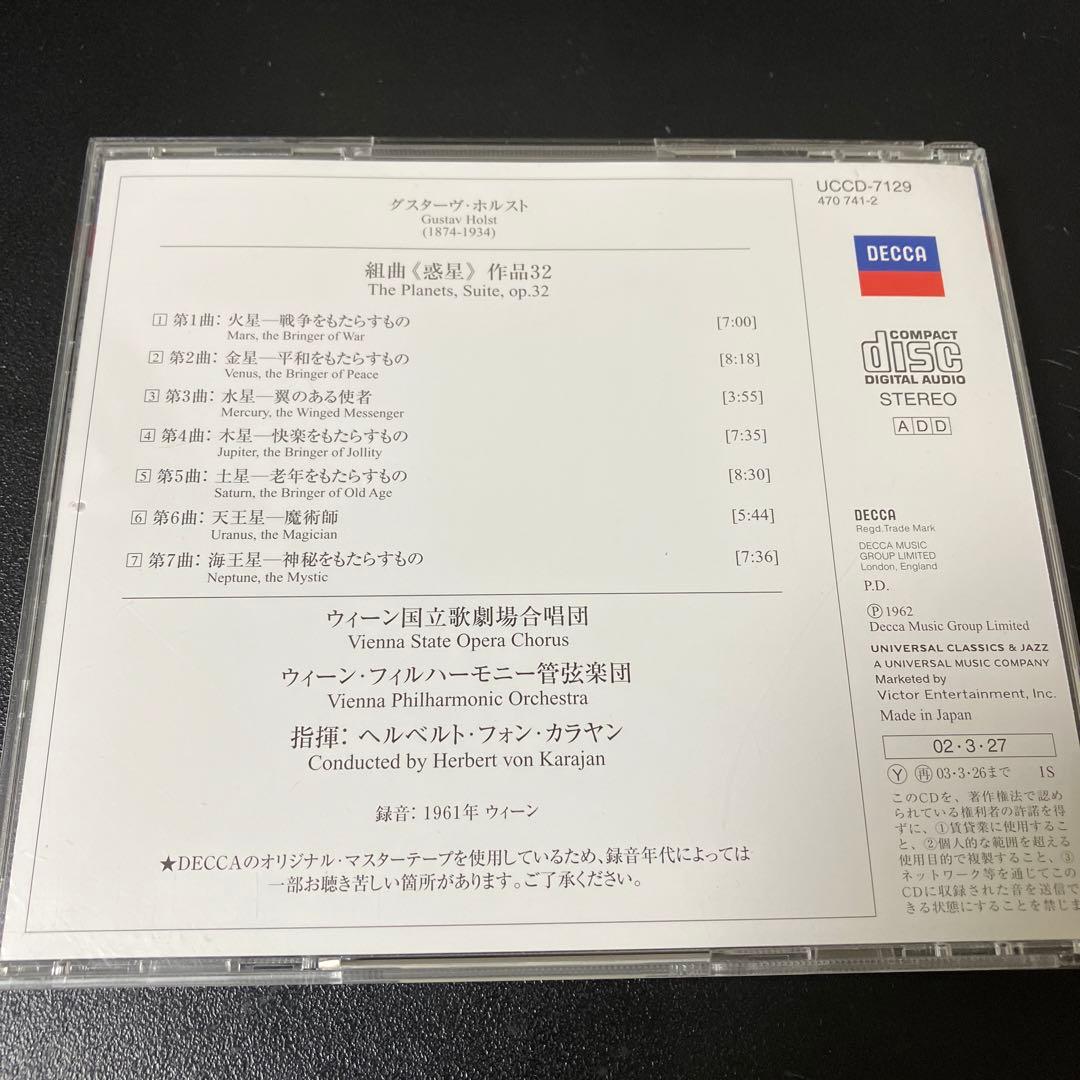 グスターヴ・ホルスト
Gustav Holst
(1874-1934)
組曲《惑星》 作品32
The Planets, Suite, op.32
1 第1曲: 火星—戦争をもたらすもの [7:00]
Mars, the Bringer of War
2 第2曲: 金星—平和をもたらすもの [8:18]
Venus, the Bringer of Peace
3 第3曲: 水星—翼のある使者 [3:55]
Mercury, the Winged Messenger
4 第4曲: 木星—快楽をもたらすもの [7:35]
Jupiter, the Bringer of Jollity
5 第5曲: 土星—老年をもたらすもの [8:30]
Saturn, the Bringer of Old Age
6 第6曲: 天王星—魔術師 [5:44]
Uranus, the Magician
7 第7曲: 海王星—神秘をもたらすもの [7:36]
Neptune, the Mystic
ウィーン国立歌劇場合唱団
Vienna State Opera Chorus
ウィーン・フィルハーモニー管弦楽団
Vienna Philharmonic Orchestra
指揮: ヘルベルト・フォン・カラヤン
Conducted by Herbert von Karajan
録音: 1961年 ウィーン
★DECCAのオリジナル・マスターテープを使用しているため、録音年代によっては
一部お聴き苦しい箇所があります。ご了承ください。
UCCD-7129
470 741-2
DECCA
COMPACT
disc
DIGITAL AUDIO
STEREO
ADD
DECCA
Regd.Trade Mark
DECCA MUSIC
GROUP LIMITED
London, England
P.D.
Ⓟ1962
Decca Music Group Limited
UNIVERSAL CLASSICS & JAZZ
A UNIVERSAL MUSIC COMPANY
Marketed by
Victor Entertainment, Inc.
Made in Japan
02・3・27
Ⓨ 再 03・3・26まで 1S
このCDを、著作権法で認め
られている権利者の許諾を得
ずに、①賃貸業に使用するこ
と、②個人的な範囲を超える
使用目的で複製すること、③
ネットワーク等を通じてこの
CDに収録された音を送信で
きる状態にすることを禁じま